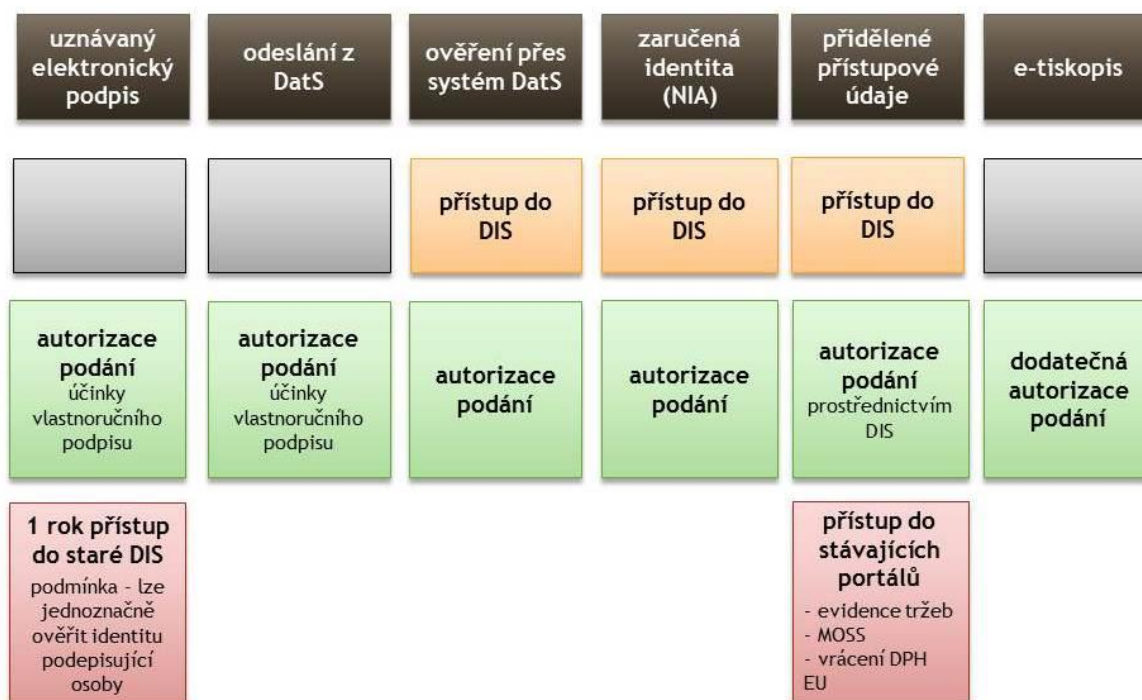 uznávaný
elektronický
podpis
odeslání z
DatS
ověření přes
systém DatS
zaručená
identita
(NIA)
přidělené
přístupové
údaje
e-tiskopis
přístup do
DIS
přístup do
DIS
přístup do
DIS
autorizace
podání
účinky
vlastnoručního
podpisu
autorizace
podání
účinky
vlastnoručního
podpisu
autorizace
podání
autorizace
podání
autorizace
podání
prostřednictvím
DIS
dodatečná
autorizace
podání
1 rok přístup
do staré DIS
podmínka - lze
jednoznačně
ověřit identitu
podepisující
osoby
přístup do
stávajících
portálů
- evidence tržeb
- MOSS
- vrácení DPH
EU